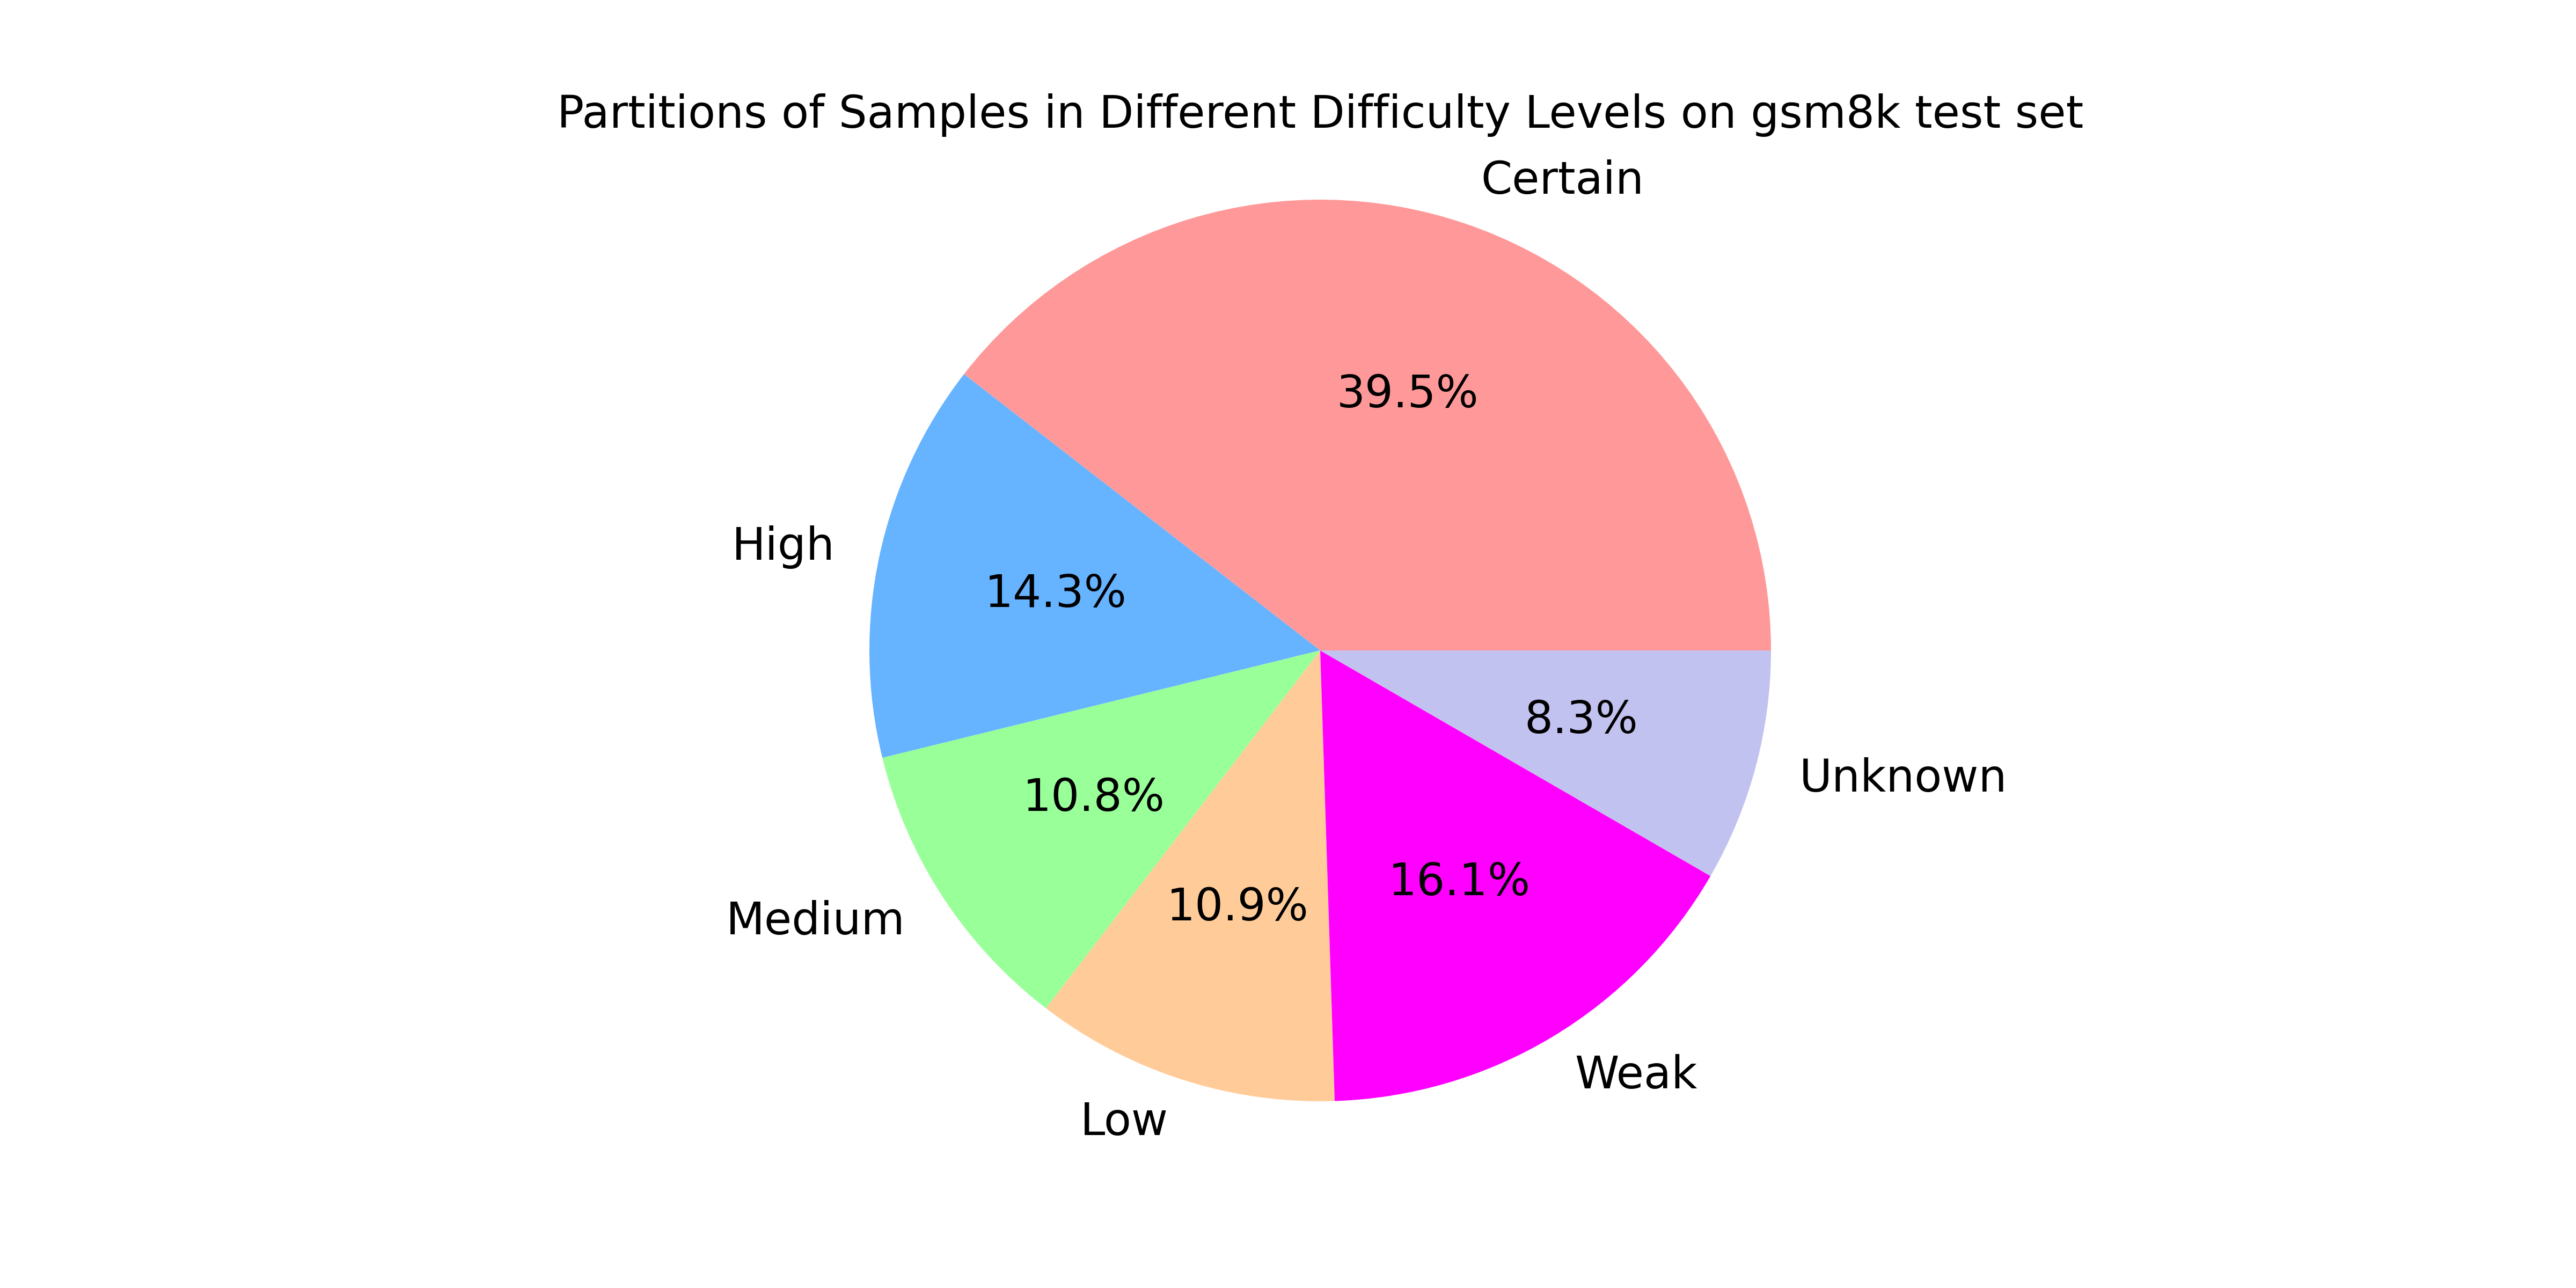 Partitions of Samples in Different Difficulty Levels on gsm8k test set
Certain
39.5%
High
14.3%
10.8%
Medium
10.9%
Low
16.1%
Weak
8.3%
Unknown